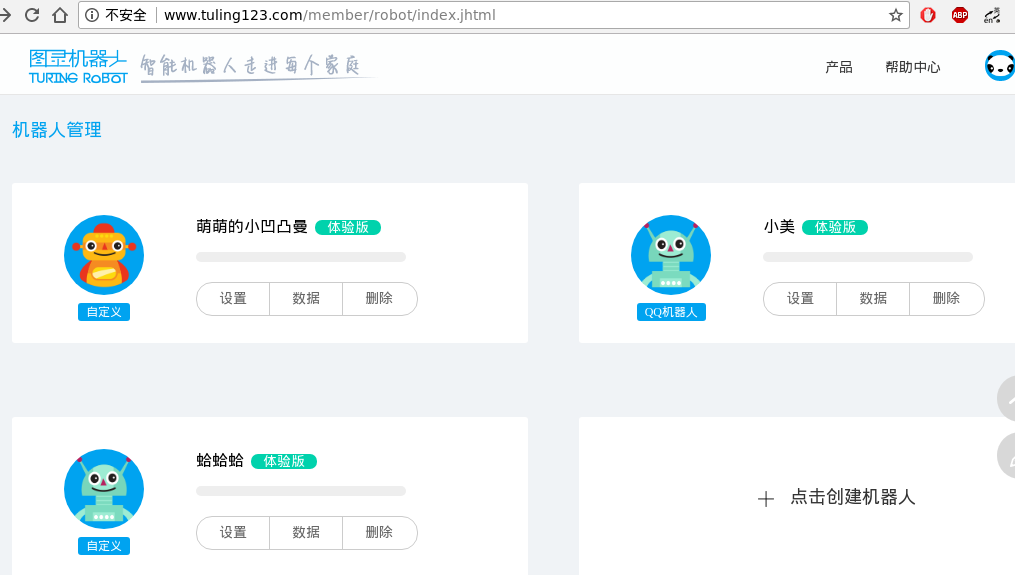 不安全 www.tuling123.com/member/robot/index.jhtml
图灵机器人
TURING ROBOT
智能机器人走进每个家庭
产品 帮助中心
机器人管理
萌萌的小凹凸曼 体验版
设置 数据 删除
自定义
小美 体验版
设置 数据 删除
QQ机器人
蛤蛤蛤 体验版
设置 数据 删除
自定义
点击创建机器人
ABP
英
en